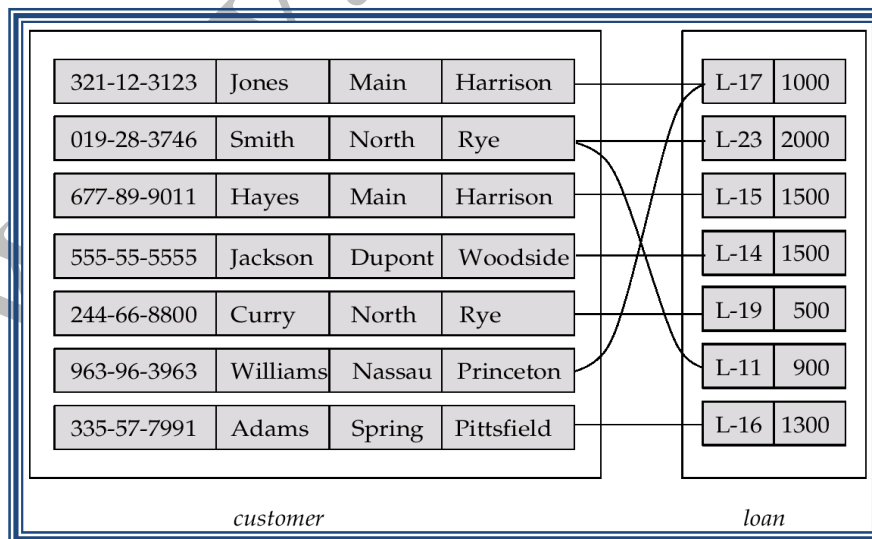 321-12-3123 Jones Main Harrison L-17 1000
019-28-3746 Smith North Rye L-23 2000
677-89-9011 Hayes Main Harrison L-15 1500
555-55-5555 Jackson Dupont Woodside L-14 1500
244-66-8800 Curry North Rye L-19 500
963-96-3963 Williams Nassau Princeton L-11 900
335-57-7991 Adams Spring Pittsfield L-16 1300
customer loan